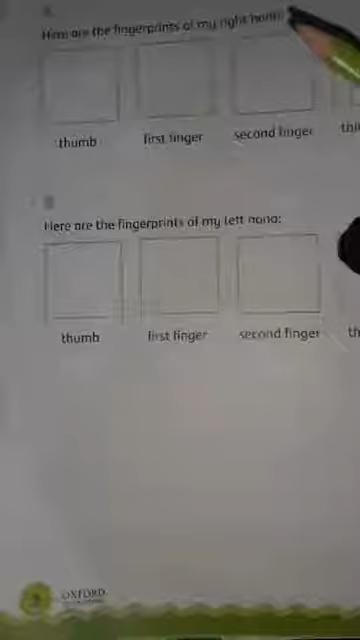 Here are the fingerprints of my right hand:
thumb first finger second finger
Here are the fingerprints of my left hand:
thumb first finger second finger
OXFORD